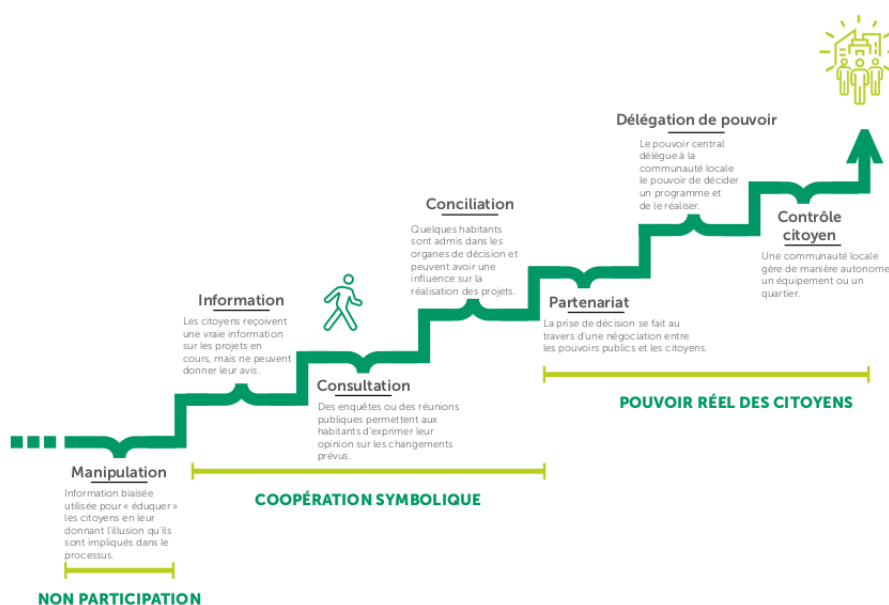 Manipulation
Information biaisée
utilisée pour « éduquer »
les citoyens en leur
donnant l'illusion qu'ils
sont impliqués dans le
processus.
NON PARTICIPATION
Information
Les citoyens reçoivent
une vraie information
sur les projets en
cours, mais ne peuvent
donner leur avis.
Consultation
Des enquêtes ou des réunions
publiques permettent aux
habitants d'exprimer leur
opinion sur les changements
prévus.
Conciliation
Quelques habitants
sont admis dans les
organes de décision et
peuvent avoir une
influence sur la
réalisation des projets.
COOPÉRATION SYMBOLIQUE
Partenariat
La prise de décision se fait au
travers d'une négociation entre
les pouvoirs publics et les citoyens.
Délégation de pouvoir
Le pouvoir central
délègue à la
communauté locale
le pouvoir de décider
un programme et
de le réaliser.
Contrôle
citoyen
Une communauté locale
gère de manière autonome
un équipement ou un
quartier.
POUVOIR RÉEL DES CITOYENS